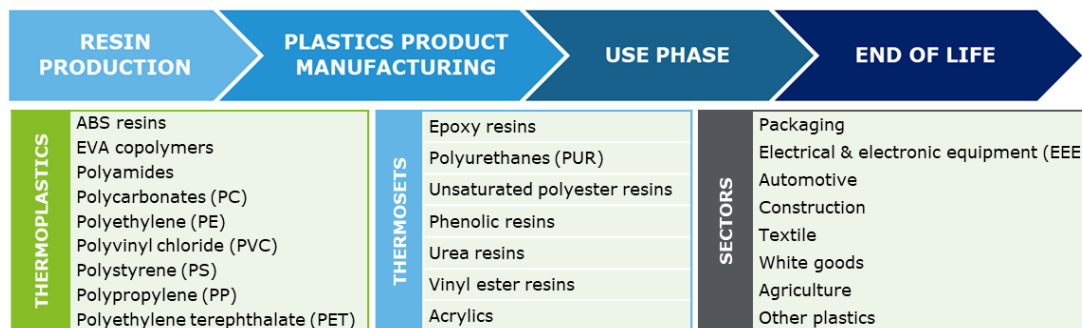 RESIN
PRODUCTION
PLASTICS PRODUCT
MANUFACTURING
USE PHASE
END OF LIFE
THERMOPLASTICS
ABS resins
EVA copolymers
Polyamides
Polycarbonates (PC)
Polyethylene (PE)
Polyvinyl chloride (PVC)
Polystyrene (PS)
Polypropylene (PP)
Polyethylene terephthalate (PET)
THERMOSETS
Epoxy resins
Polyurethanes (PUR)
Unsaturated polyester resins
Phenolic resins
Urea resins
Vinyl ester resins
Acrylics
SECTORS
Packaging
Electrical & electronic equipment (EEE
Automotive
Construction
Textile
White goods
Agriculture
Other plastics